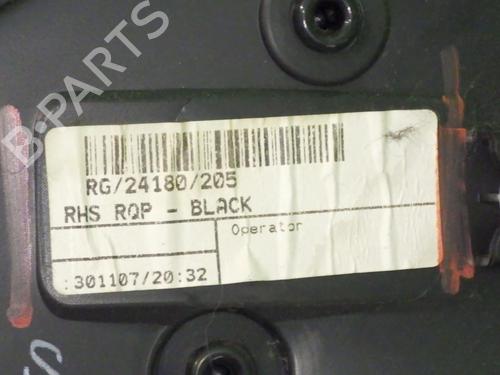 B-PARTS
RG/24180/205
RHS RQP - BLACK
Operator
:301107/20:32